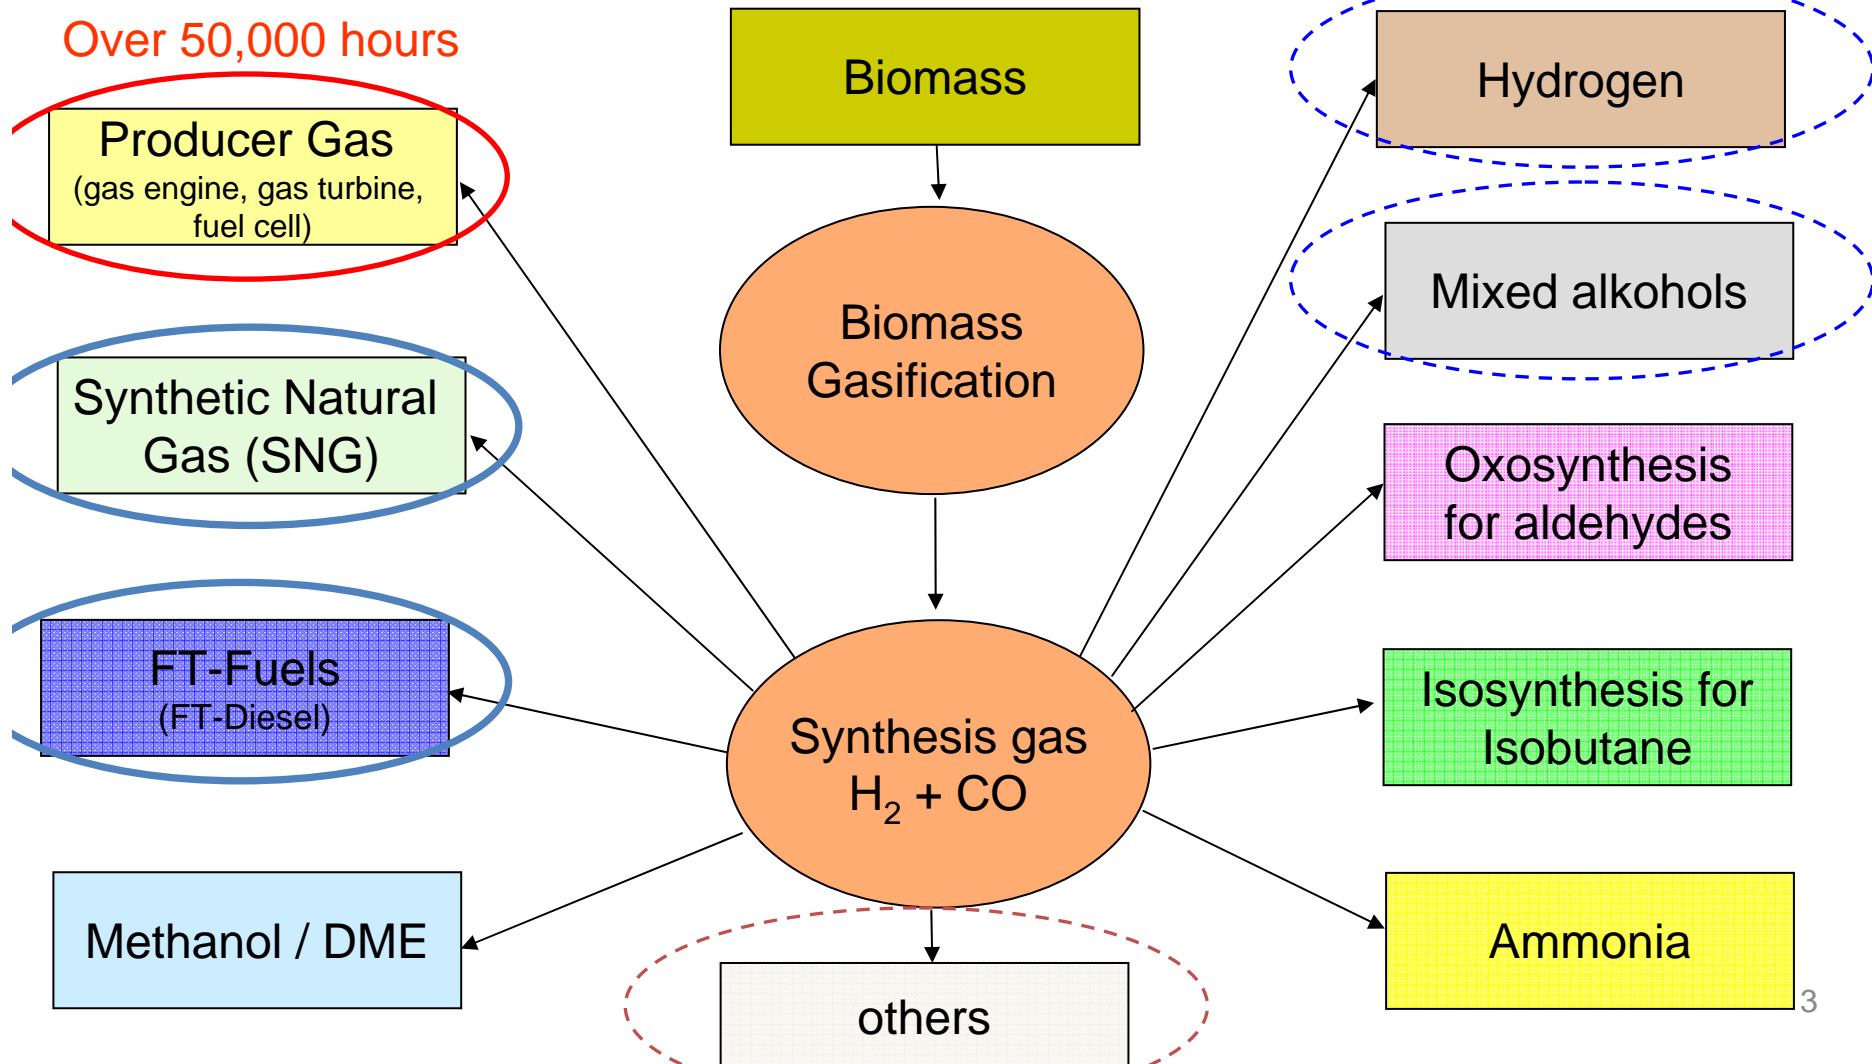 Over 50,000 hours
Producer Gas
(gas engine, gas turbine,
fuel cell)
Synthetic Natural
Gas (SNG)
FT-Fuels
(FT-Diesel)
Methanol / DME
Biomass
Biomass
Gasification
Synthesis gas
H₂ + CO
others
Hydrogen
Mixed alkohols
Oxosynthesis
for aldehydes
Isosynthesis for
Isobutane
Ammonia
3